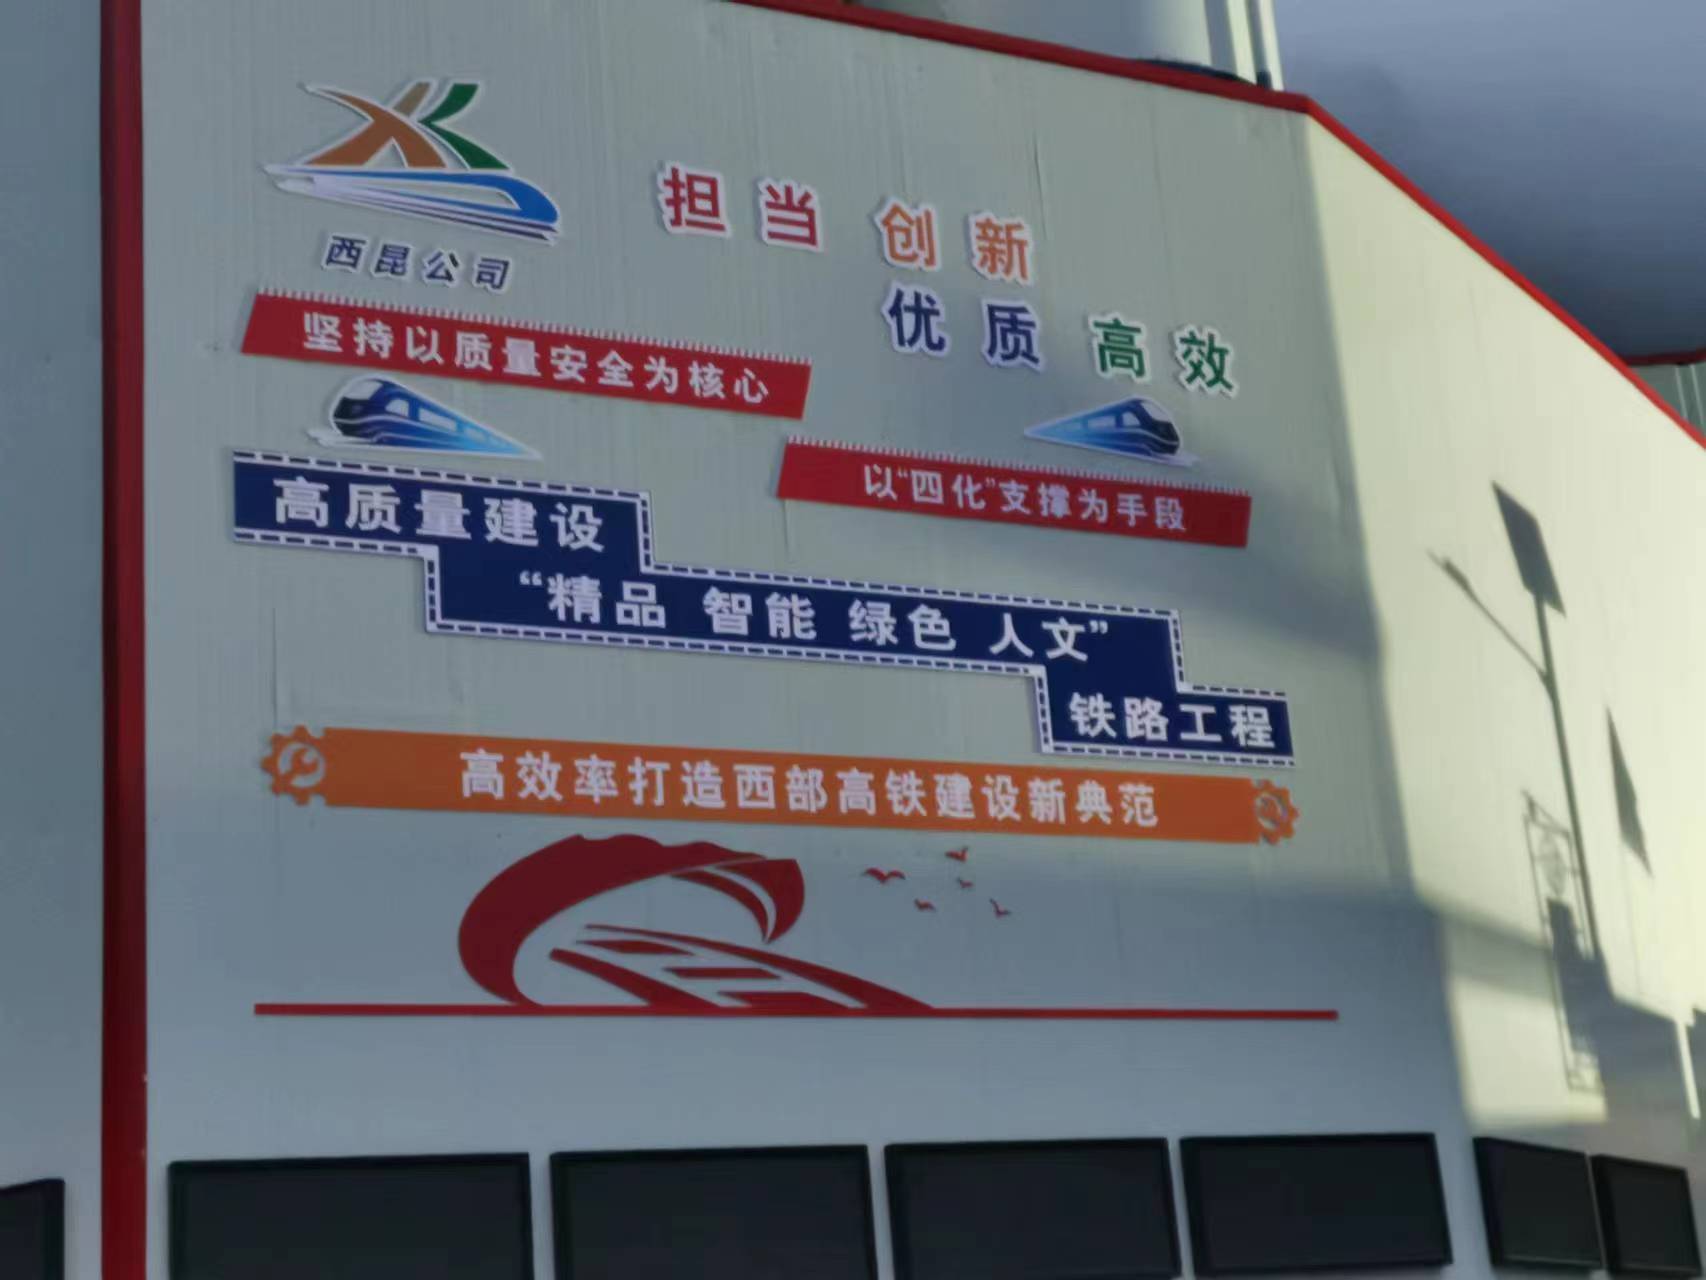 西昆公司
担当 创新
优质 高效
坚持以质量安全为核心
以“四化”支撑为手段
高质量建设
“精品 智能 绿色 人文”
铁路工程
高效率打造西部高铁建设新典范